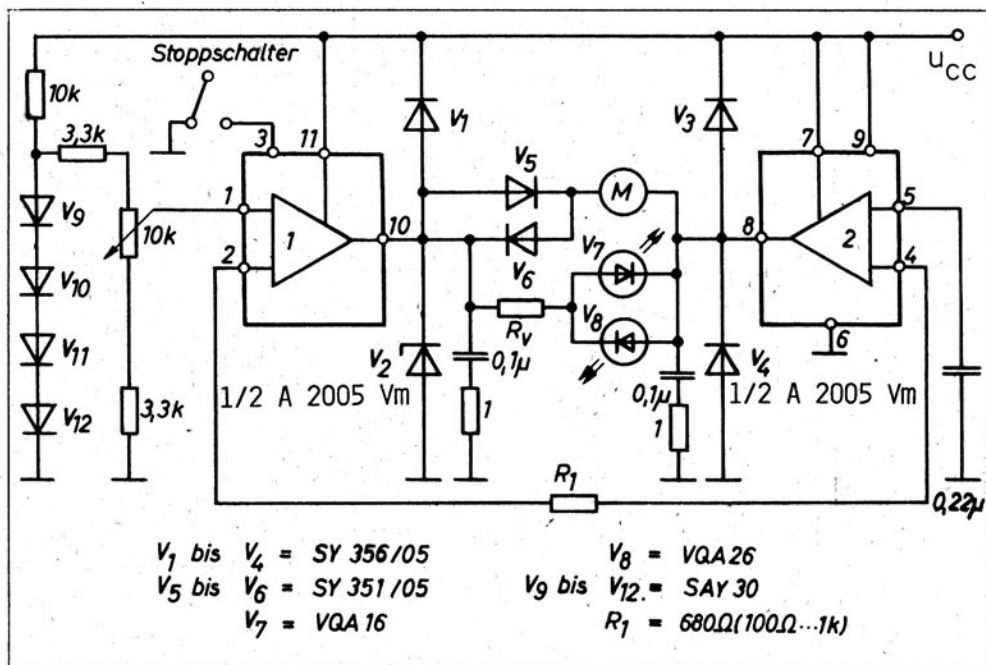 Stoppschalter
u_CC
10k
3,3k
3
11
V1
V3
7
9
V5
M
1
10k
1
10
V9
2
V6
V7
8
2
5
4
V10
Rv
V8
6
V11
V2
0,1µ
V4
0,1µ
V12
3,3k
1/2 A 2005 Vm
1
1
1/2 A 2005 Vm
R1
0,22µ
V1 bis V4 = SY 356/05
V8 = VQA26
V5 bis V6 = SY 351/05
V9 bis V12.= SAY 30
V7 = VQA 16
R1 = 680Ω(100Ω...1k)